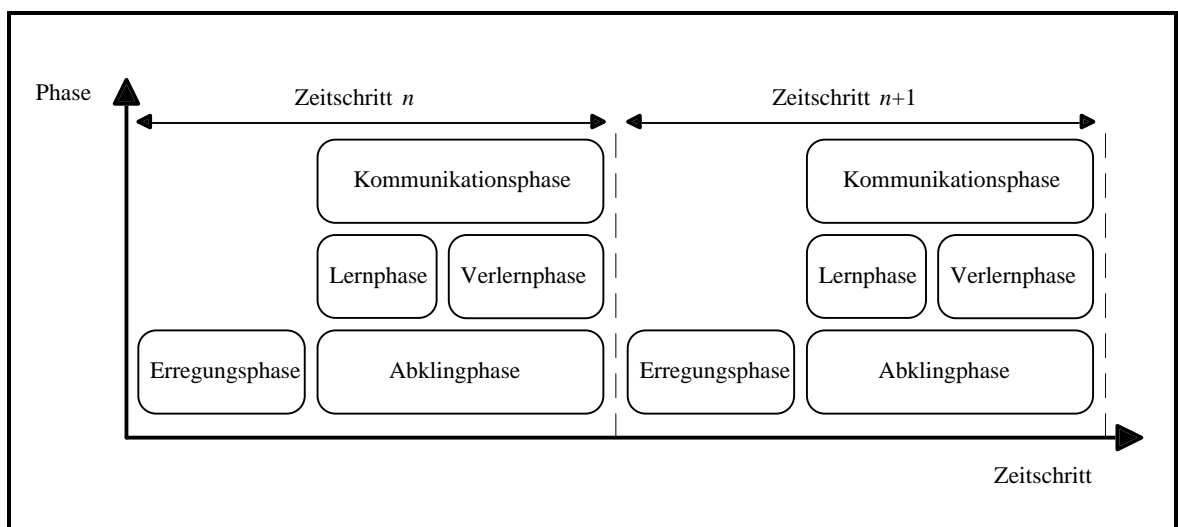 Phase
Zeitschritt n
Zeitschritt n+1
Kommunikationsphase
Kommunikationsphase
Lernphase
Verlernphase
Lernphase
Verlernphase
Erregungsphase
Abklingphase
Erregungsphase
Abklingphase
Zeitschritt